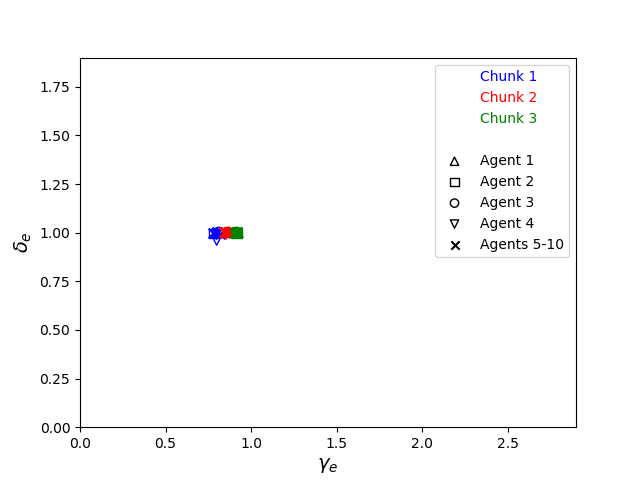 1.75
1.50
1.25
1.00
0.75
0.50
0.25
0.00
δe
0.0 0.5 1.0 1.5 2.0 2.5
γe
Chunk 1
Chunk 2
Chunk 3
Agent 1
Agent 2
Agent 3
Agent 4
Agents 5-10